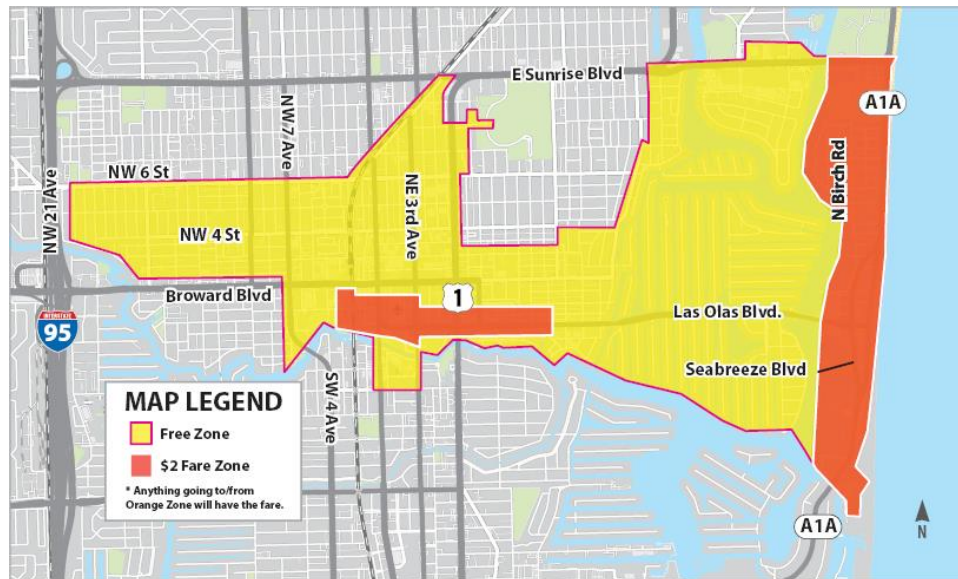 E Sunrise Blvd
A1A
NW 7 Ave
N Birch Rd
NW 6 St
NW 21 Ave
NE 3rd Ave
NW 4 St
Broward Blvd
1
Las Olas Blvd.
INTERSTATE
95
Seabreeze Blvd
SW 4 Ave
MAP LEGEND
Free Zone
$2 Fare Zone
* Anything going to/from
Orange Zone will have the fare.
A1A
N